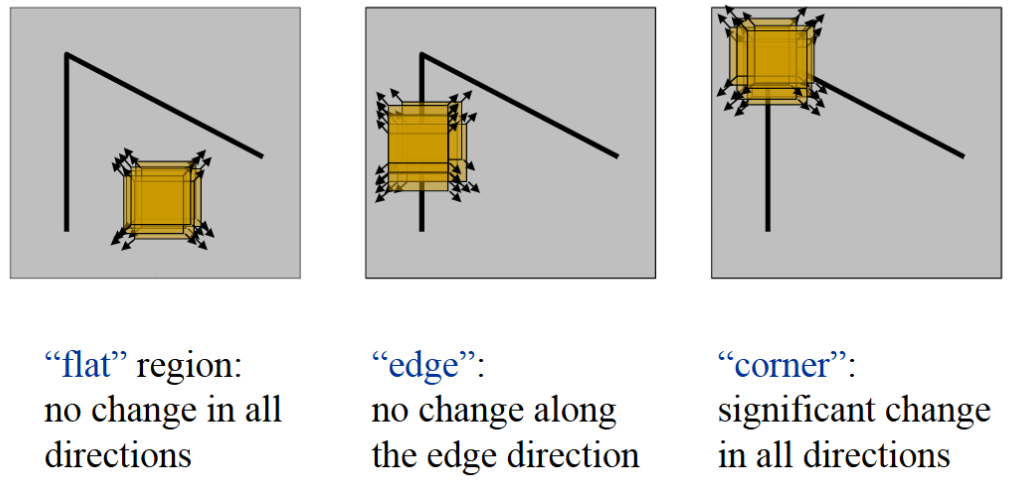 “flat” region:
no change in all
directions
“edge”:
no change along
the edge direction
“corner”:
significant change
in all directions